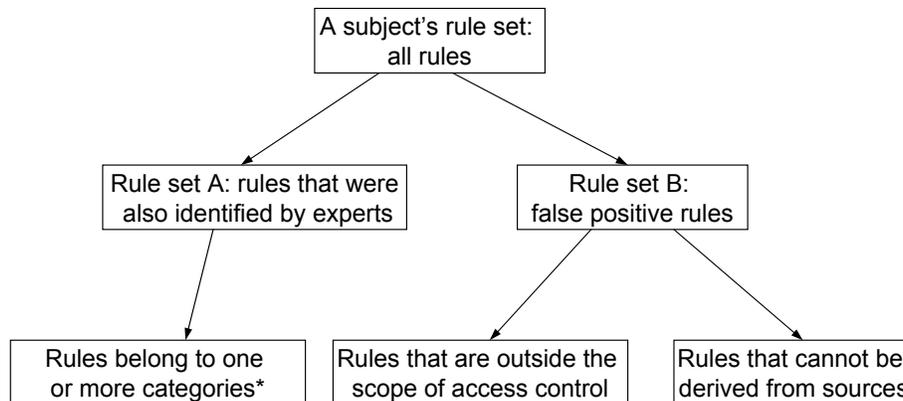 A subject's rule set:
all rules
Rule set A: rules that were
also identified by experts
Rule set B:
false positive rules
Rules belong to one
or more categories*
Rules that are outside the
scope of access control
Rules that cannot be
derived from sources